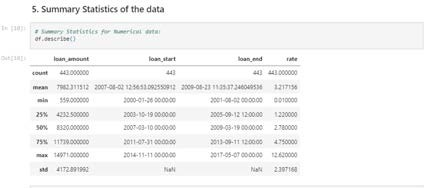 5. Summary Statistics of the data
In [10]:
# Summary Statistics for Numerical data:
df.describe()
Out[10]:
loan_amount loan_start loan_end rate
count 443.000000 443 443 443.000000
mean 7982.311512 2007-08-02 12:56:53.092550912 2009-08-23 11:35:37.246049536 3.217156
min 559.000000 2000-01-26 00:00:00 2001-08-02 00:00:00 0.010000
25% 4232.500000 2003-10-19 00:00:00 2005-09-12 12:00:00 1.220000
50% 8320.000000 2007-03-10 00:00:00 2009-03-19 00:00:00 2.780000
75% 11739.000000 2011-07-31 00:00:00 2013-09-11 12:00:00 4.750000
max 14971.000000 2014-11-11 00:00:00 2017-05-07 00:00:00 12.620000
std 4172.891992 NaN NaN 2.397168